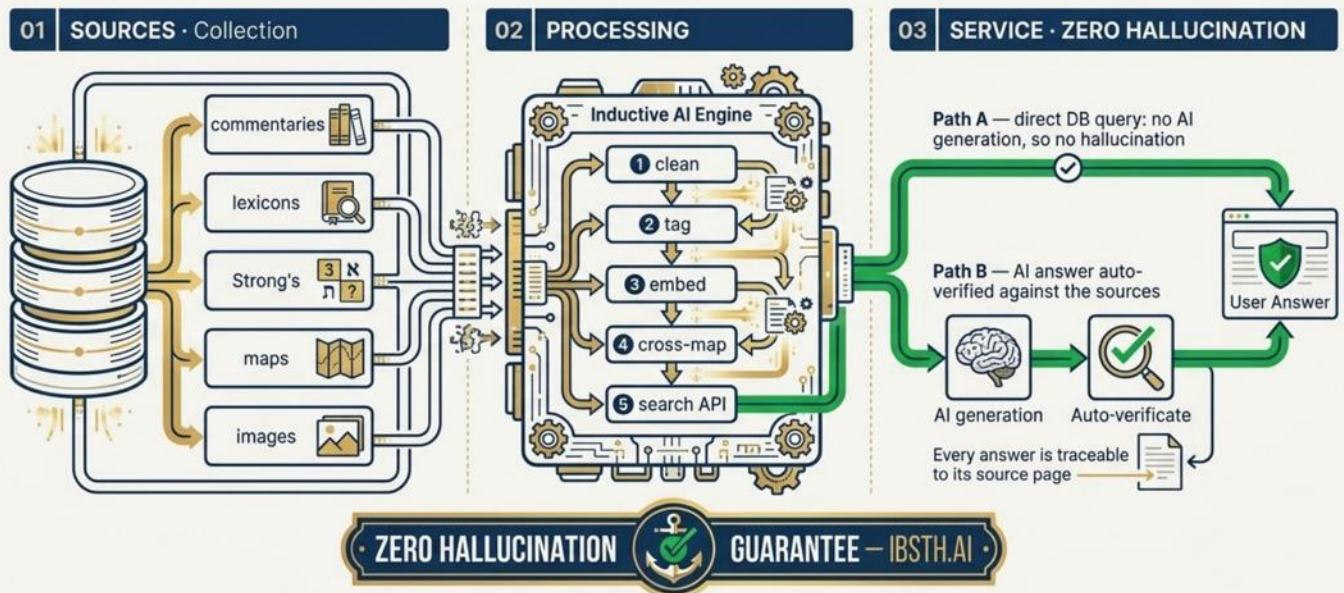 01 SOURCES · Collection
commentaries
lexicons
Strong's
3 א
ת ?
maps
images
02 PROCESSING
Inductive AI Engine
1 clean
2 tag
3 embed
4 cross-map
5 search API
03 SERVICE · ZERO HALLUCINATION
Path A — direct DB query: no AI
generation, so no hallucination
Path B — AI answer auto-
verified against the sources
AI generation
Auto-verificate
User Answer
Every answer is traceable
to its source page
· ZERO HALLUCINATION GUARANTEE – IBSTH.AI ·